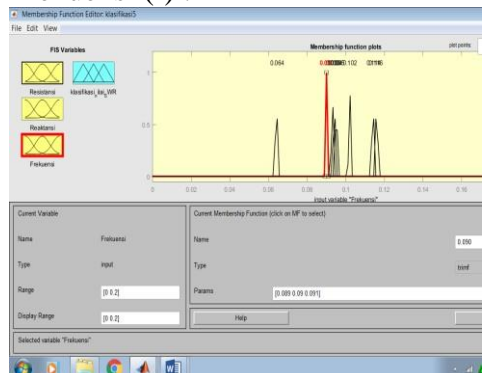 Membership Function Editor: klasifikasi5
File Edit View
FIS Variables
Membership function plots
plot points:
Resistansi
Reaktansi
Frekuensi
0.064
0.102
1
0.5
0
0 0.02 0.04 0.06 0.08 0.1 0.12 0.14 0.16
input variable "Frekuensi"
Current Variable
Current Membership Function (click on MF to select)
Name Frekuensi
Name 0.090
Type input
Type trimf
Range [0 0.2]
Params [0.089 0.09 0.091]
Display Range [0 0.2]
Help
Selected variable "Frekuensi"